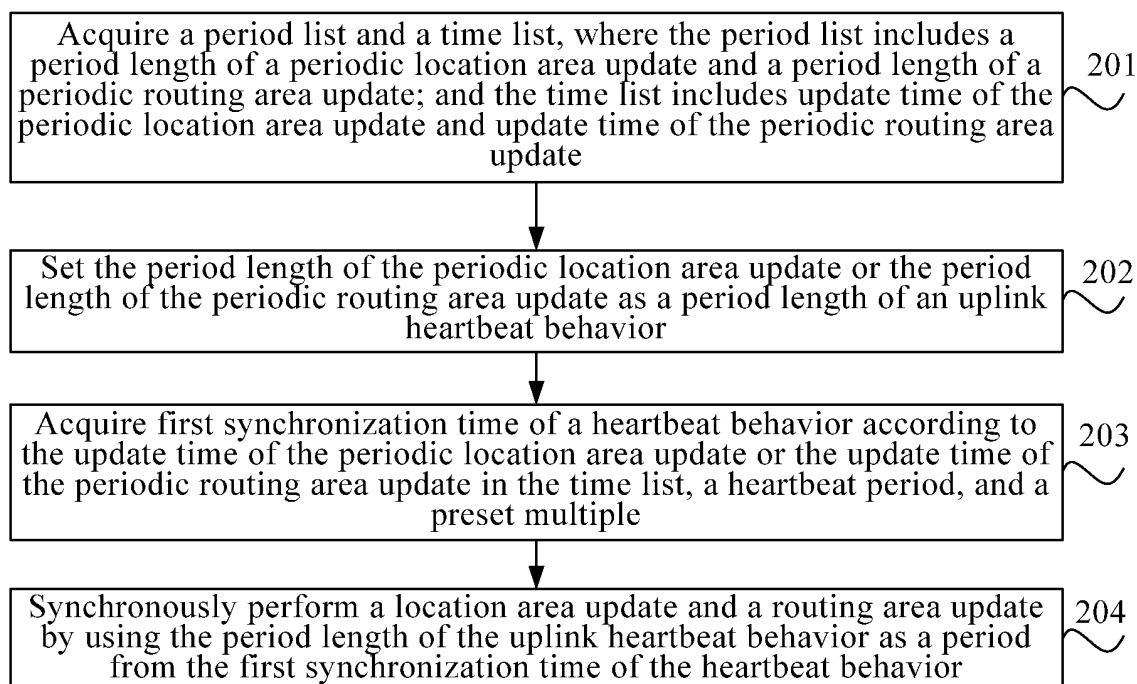 Acquire a period list and a time list, where the period list includes a
period length of a periodic location area update and a period length of a
periodic routing area update; and the time list includes update time of the
periodic location area update and update time of the periodic routing area
update
201
Set the period length of the periodic location area update or the period
length of the periodic routing area update as a period length of an uplink
heartbeat behavior
202
Acquire first synchronization time of a heartbeat behavior according to
the update time of the periodic location area update or the update time of
the periodic routing area update in the time list, a heartbeat period, and a
preset multiple
203
Synchronously perform a location area update and a routing area update
by using the period length of the uplink heartbeat behavior as a period
from the first synchronization time of the heartbeat behavior
204